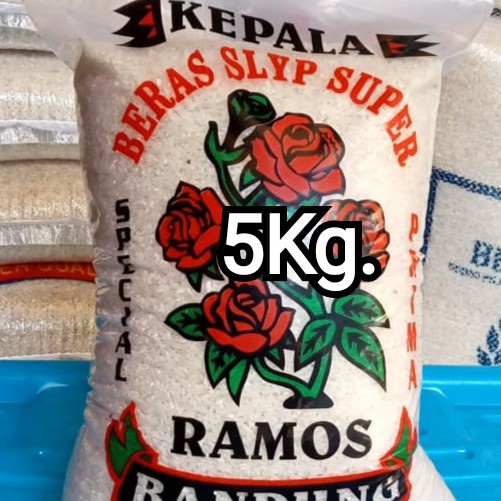 KEPALA
BERAS SLYP SUPER
SPECIAL
PRIMA
5Kg.
RAMOS
BANDUNG